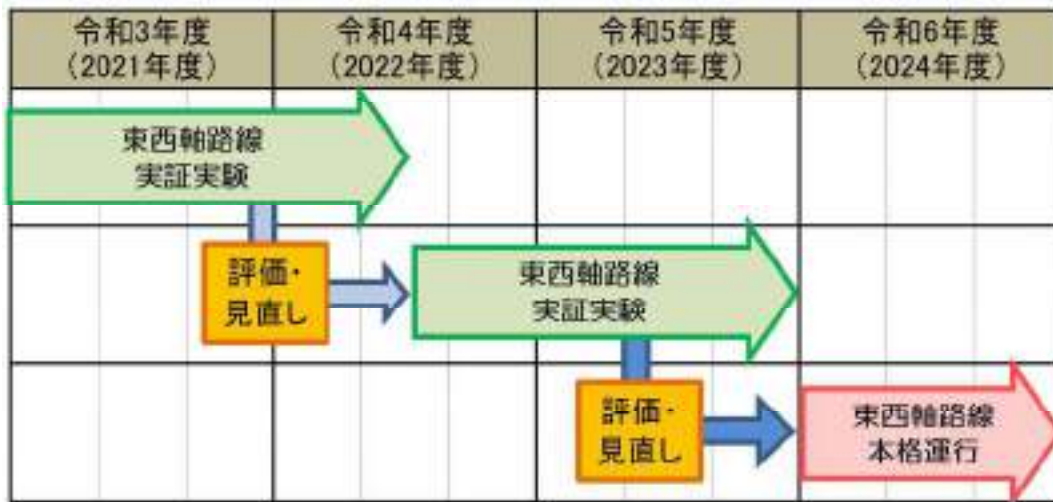 令和3年度
(2021年度)
令和4年度
(2022年度)
令和5年度
(2023年度)
令和6年度
(2024年度)
東西軸路線
実証実験
評価・
見直し
東西軸路線
実証実験
評価・
見直し
東西軸路線
本格運行